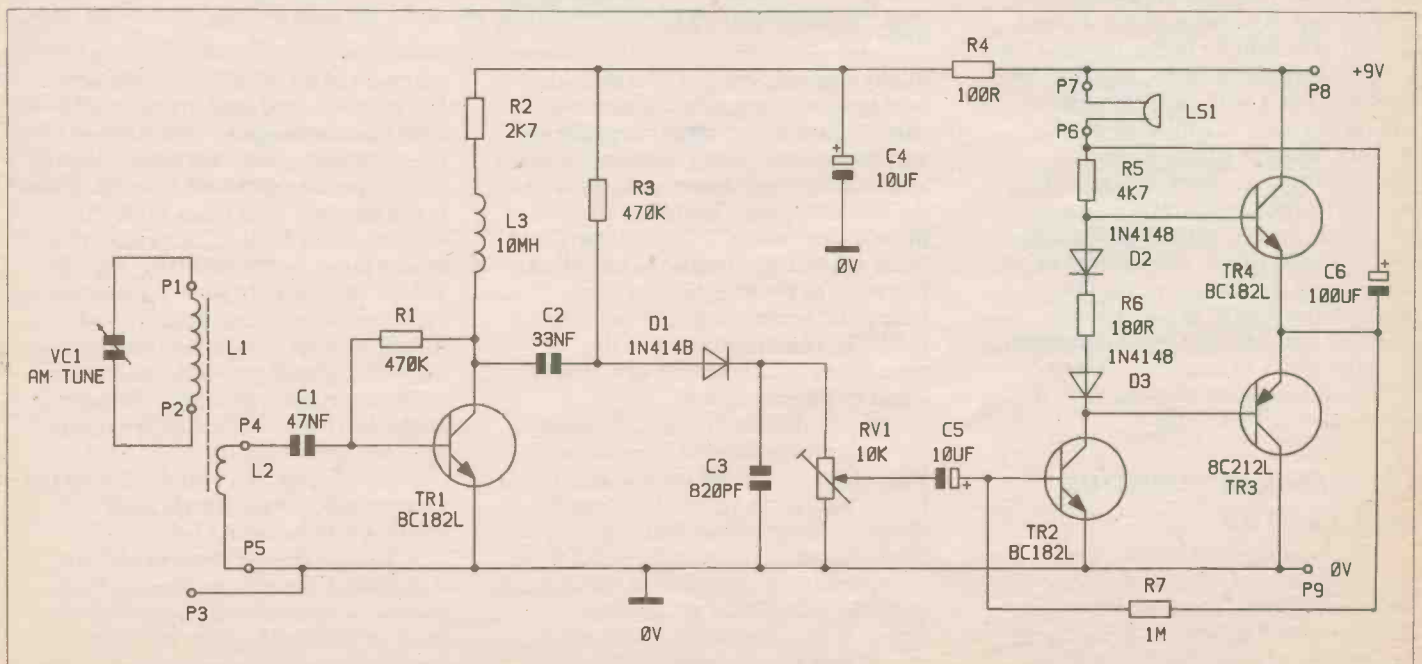 R4
100R
P8
+9V
P7
LS1
P6
R2
2K7
C4
10UF
R3
470K
R5
4K7
L3
10MH
0V
1N4148
D2
TR4
BC182L
C6
100UF
P1
R1
470K
C2
33NF
D1
1N414B
R6
180R
VC1
AM TUNE
L1
1N4148
D3
P2
P4
C1
47NF
RV1
10K
C5
10UF
L2
C3
820PF
8C212L
TR3
TR1
BC182L
TR2
BC182L
P5
P9
0V
P3
R7
1M
0V